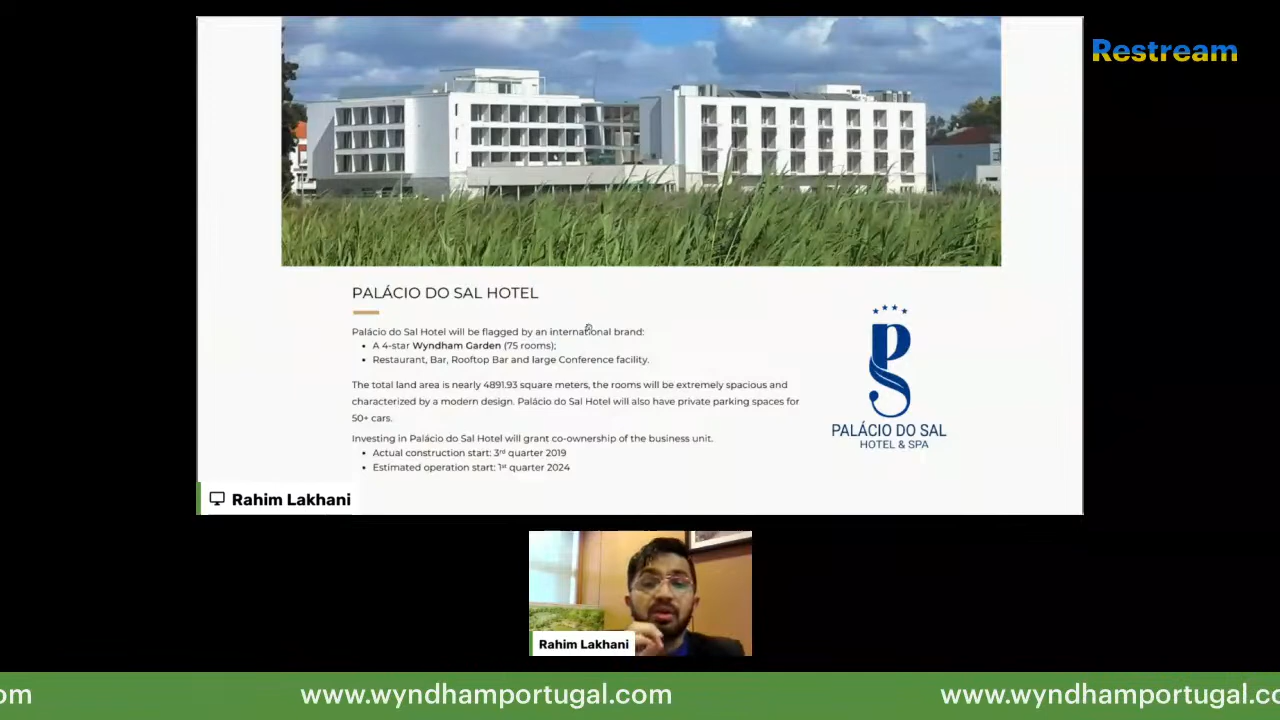 Restream
PALÁCIO DO SAL HOTEL
Palácio do Sal Hotel will be flagged by an international brand:
• A 4-star Wyndham Garden (75 rooms);
• Restaurant, Bar, Rooftop Bar and large Conference facility.
The total land area is nearly 4891.93 square meters, the rooms will be extremely spacious and
characterized by a modern design. Palácio do Sal Hotel will also have private parking spaces for
50+ cars.
Investing in Palácio do Sal Hotel will grant co-ownership of the business unit.
• Actual construction start: 3rd quarter 2019
• Estimated operation start: 1st quarter 2024
PALÁCIO DO SAL
HOTEL & SPA
Rahim Lakhani
Rahim Lakhani
om www.wyndhamportugal.com www.wyndhamportugal.co